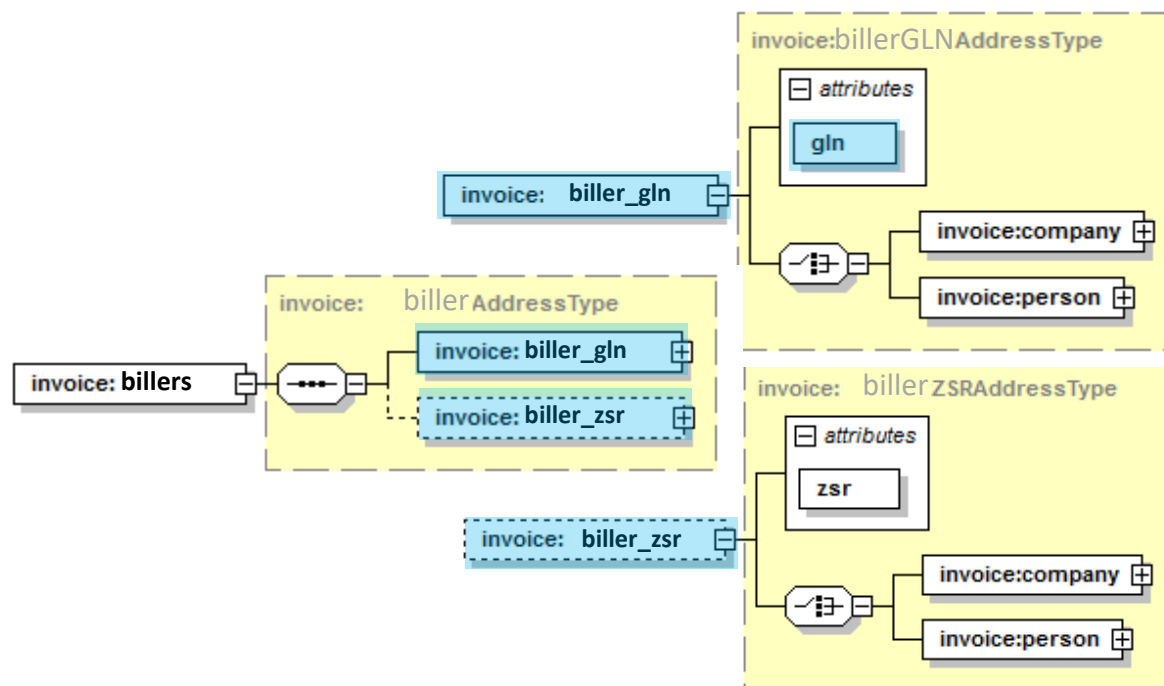 invoice:billerGLNAddressType
attributes
gln
invoice: biller_gln
invoice:company
invoice:person
invoice: billerAddressType
invoice: biller_gln
invoice: billers
invoice: biller_zsr
invoice: billerZSRAddressType
attributes
zsr
invoice: biller_zsr
invoice:company
invoice:person